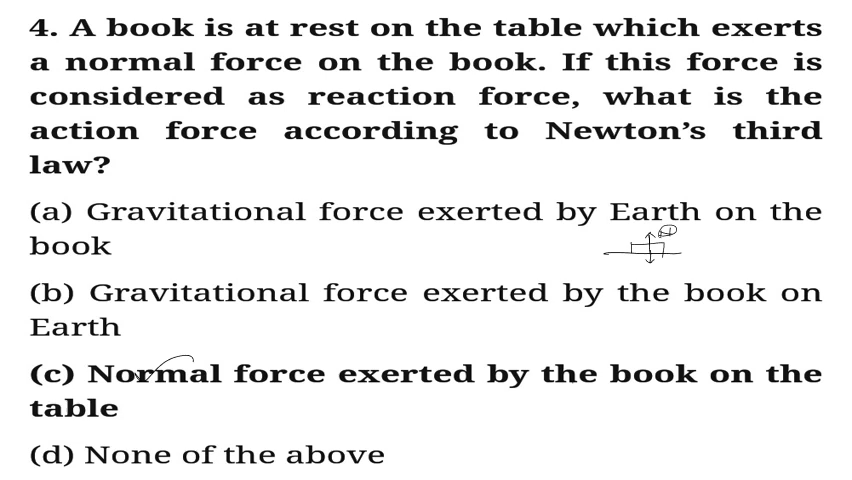 4. A book is at rest on the table which exerts
a normal force on the book. If this force is
considered as reaction force, what is the
action force according to Newton’s third
law?
(a) Gravitational force exerted by Earth on the
book
(b) Gravitational force exerted by the book on
Earth
(c) Normal force exerted by the book on the
table
(d) None of the above